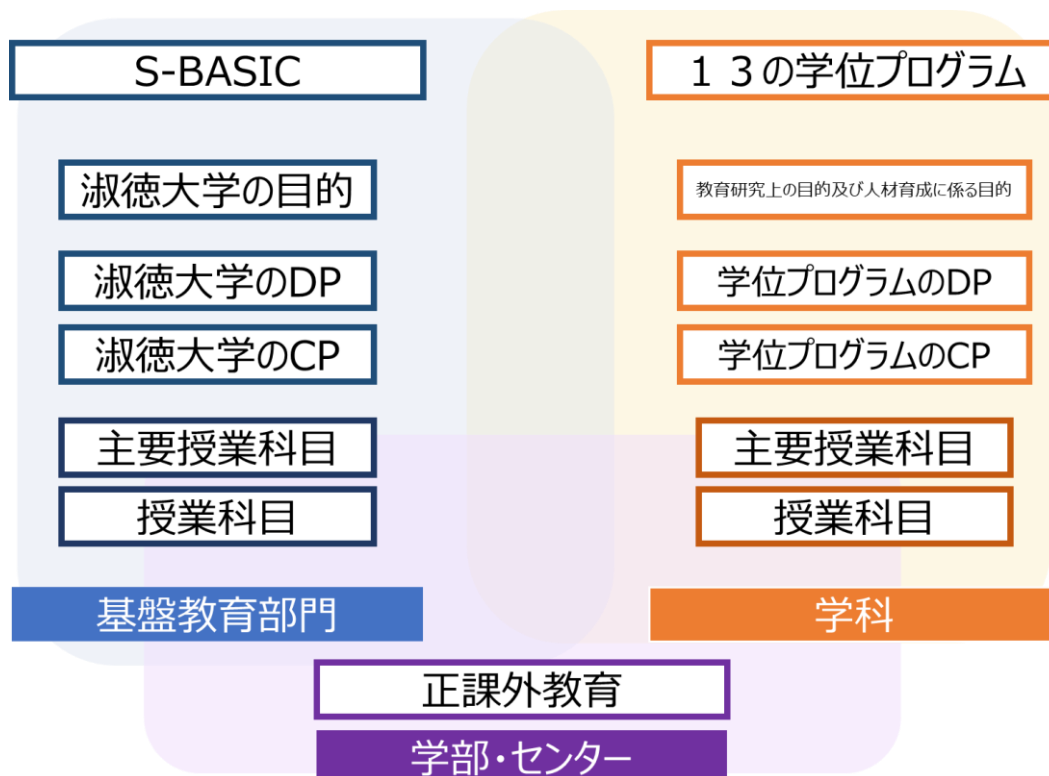 S-BASIC
１３の学位プログラム
淑徳大学の目的
教育研究上の目的及び人材育成に係る目的
淑徳大学のDP
学位プログラムのDP
淑徳大学のCP
学位プログラムのCP
主要授業科目
主要授業科目
授業科目
授業科目
基盤教育部門
学科
正課外教育
学部・センター